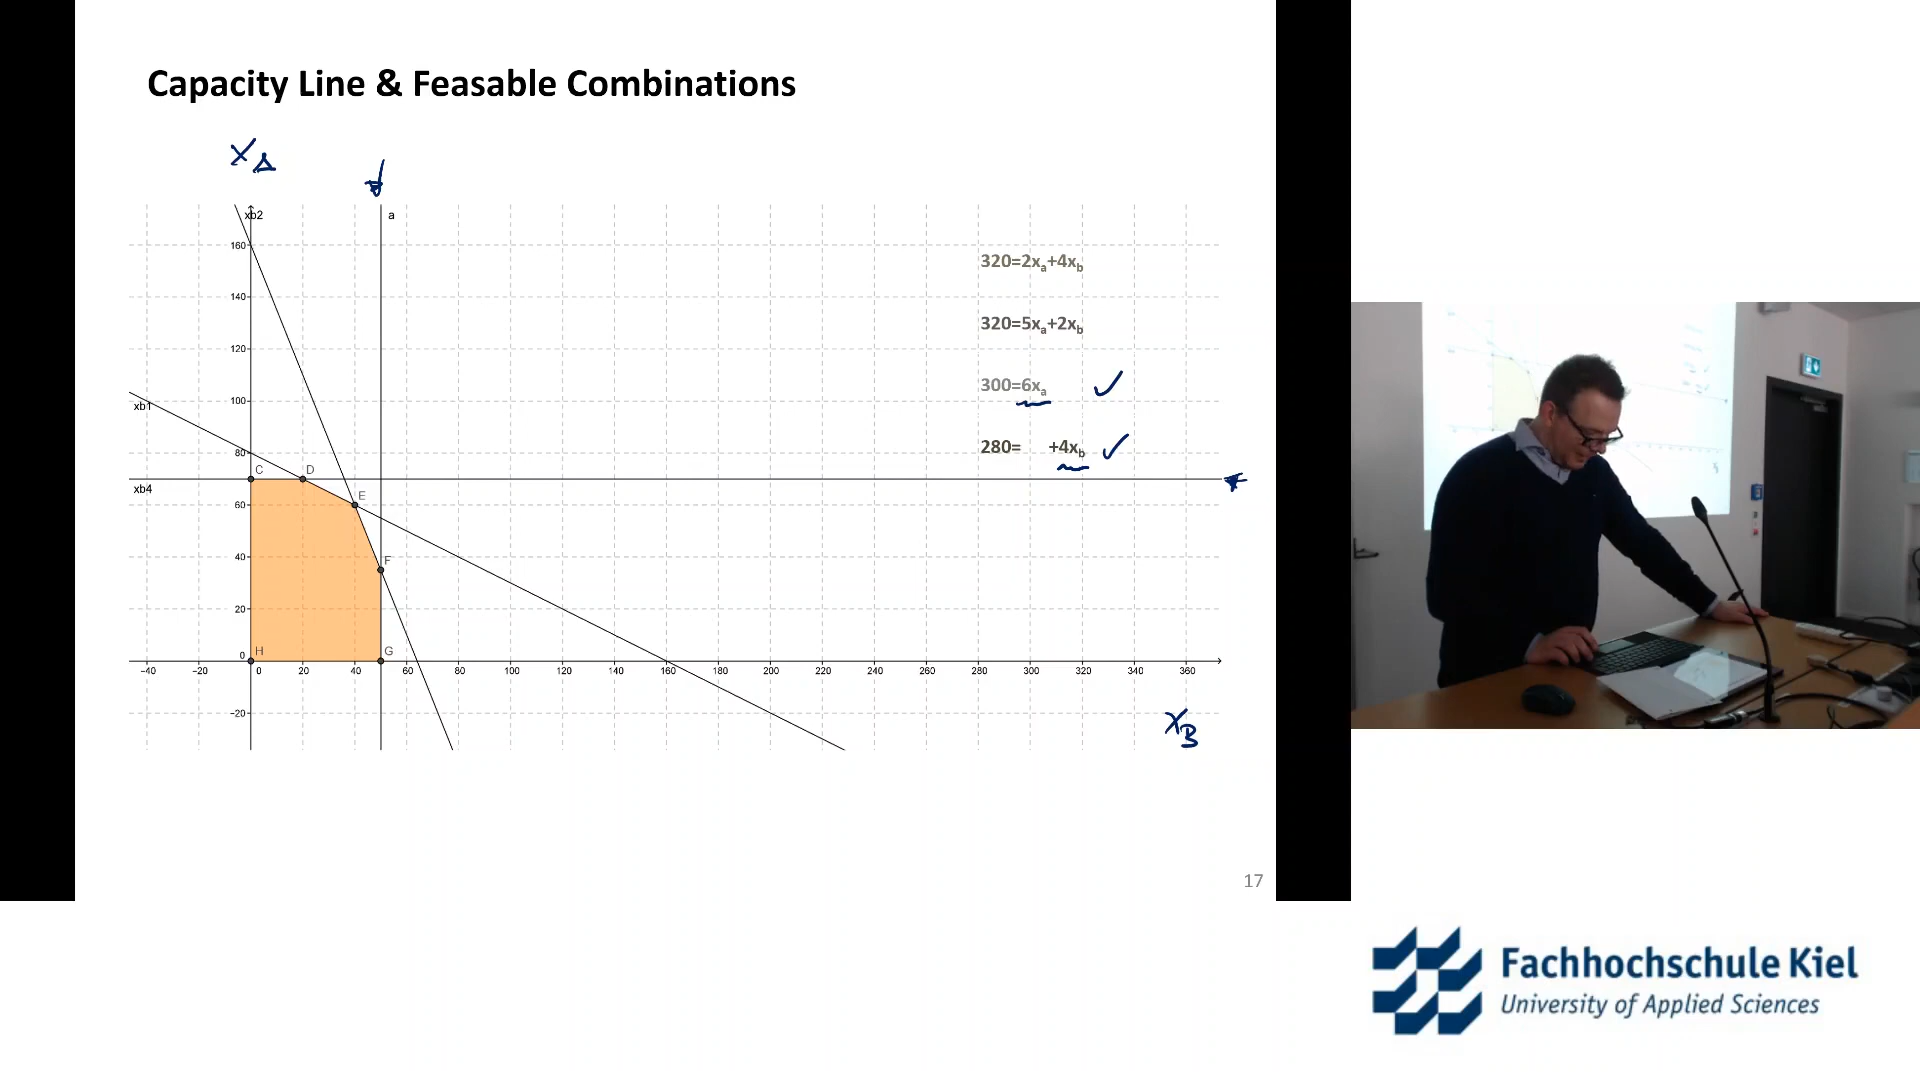 Capacity Line & Feasable Combinations
X_A
xb2
a
160
140
120
100
80
60
40
20
0
−20
xb1
xb4
C
D
E
F
G
H
−40 −20 0 20 40 60 80 100 120 140 160 180 200 220 240 260 280 300 320 340 360
320=2xa+4xb
320=5xa+2xb
300=6xa ✓
280= +4xb ✓
X_B
17
Fachhochschule Kiel
University of Applied Sciences